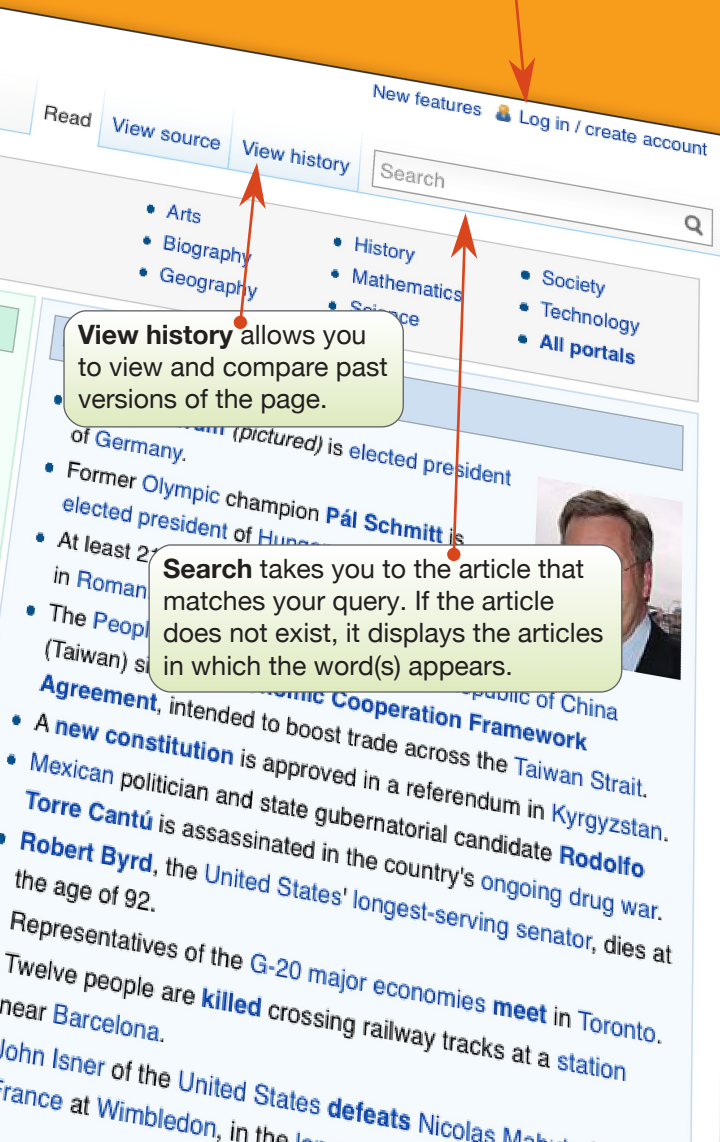 New features Log in / create account
Read View source View history Search
Arts
Biography
Geography
History
Mathematics
Science
Society
Technology
All portals
View history allows you
to view and compare past
versions of the page.
(pictured) is elected president
of Germany.
Former Olympic champion Pál Schmitt is
elected president of
At least
in
Search takes you to the article that
matches your query. If the article
does not exist, it displays the articles
in which the word(s) appears.
The
(Taiwan) of China
Agreement, Cooperation Framework
intended to boost trade across the Taiwan Strait.
A new constitution is approved in a referendum in Kyrgyzstan.
Mexican politician and state gubernatorial candidate Rodolfo
Torre Cantú is assassinated in the country's ongoing drug war.
Robert Byrd, the United States' longest-serving senator, dies at
the age of 92.
Representatives of the G-20 major economies meet in Toronto.
Twelve people are killed crossing railway tracks at a station
near Barcelona.
John Isner of the United States defeats Nicolas
France at Wimbledon, in the